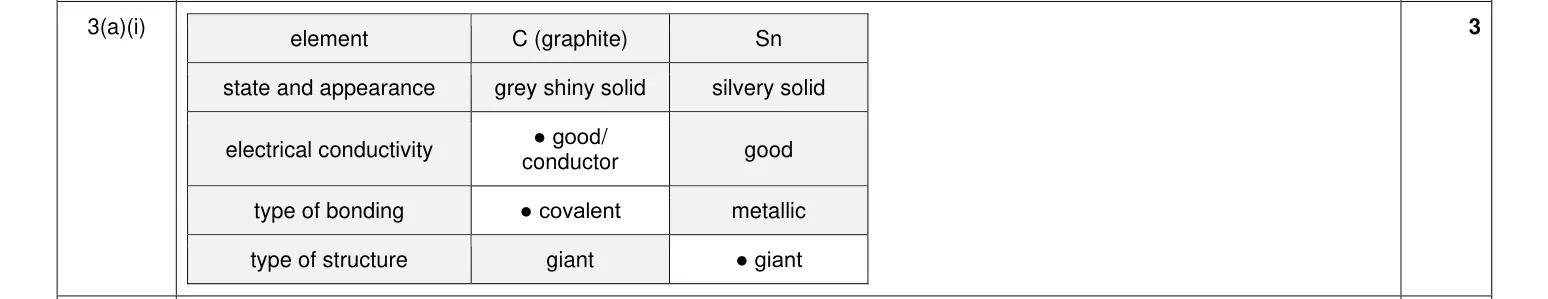 3(a)(i) 3
element C (graphite) Sn
state and appearance grey shiny solid silvery solid
electrical conductivity ● good/ conductor good
type of bonding ● covalent metallic
type of structure giant ● giant